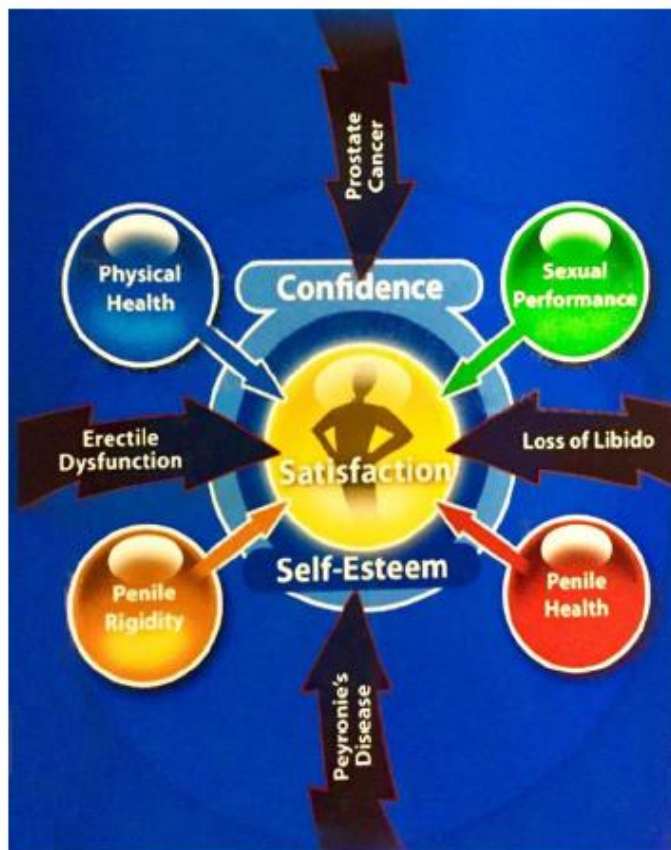 Prostate
Cancer
Physical
Health
Confidence
Sexual
Performance
Erectile
Dysfunction
Satisfaction
Loss of Libido
Penile
Rigidity
Self-Esteem
Penile
Health
Peyronie's
Disease